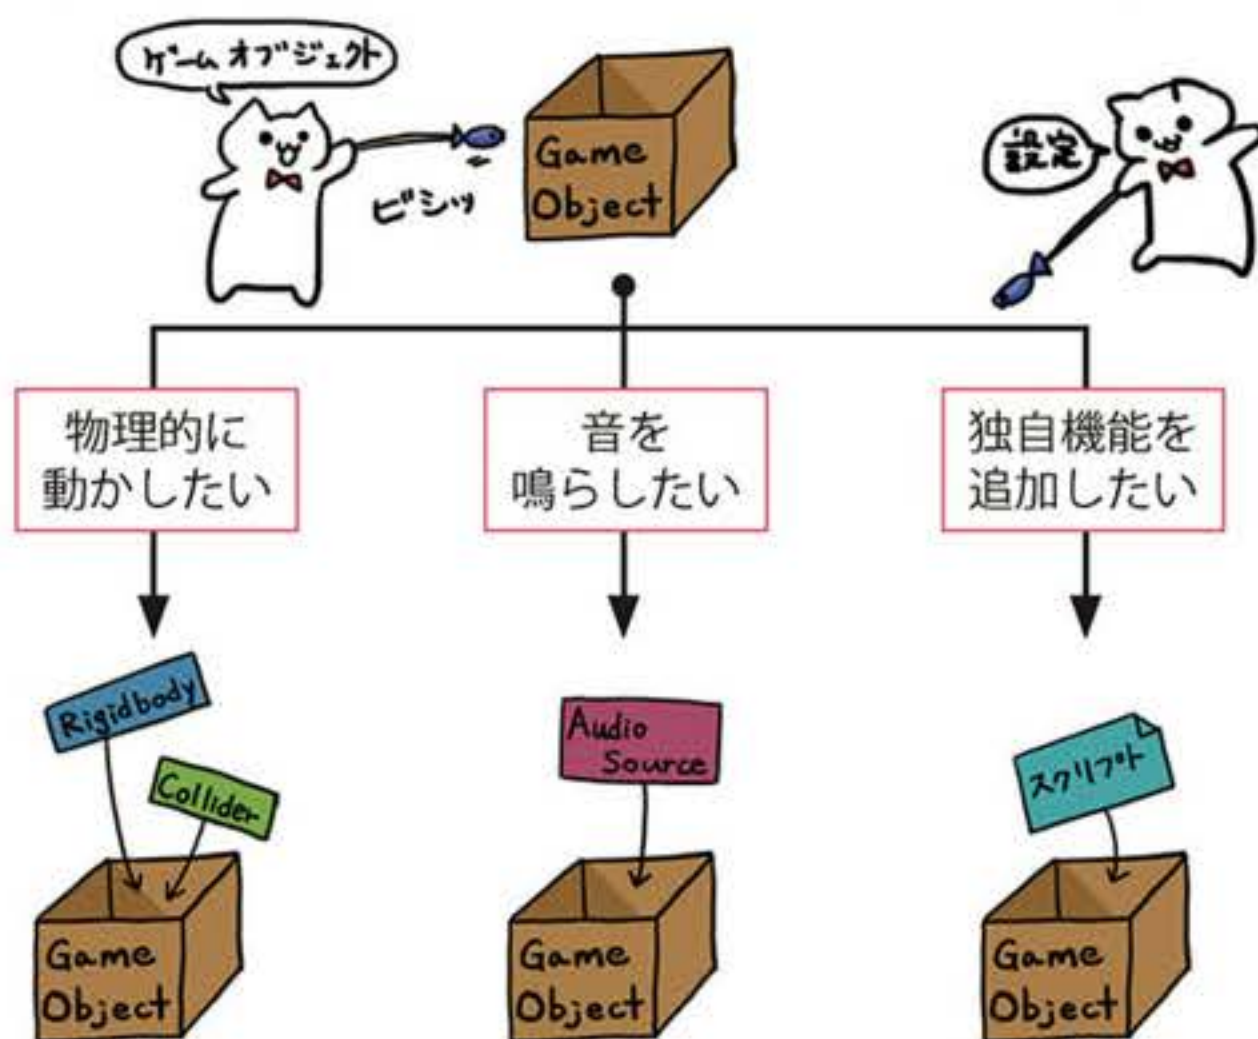 ゲームオブジェクト
ビシッ
Game
Object
設定
物理的に
動かしたい
音を
鳴らしたい
独自機能を
追加したい
Rigidbody
Collider
Audio
Source
スクリプト
Game
Object
Game
Object
Game
Object